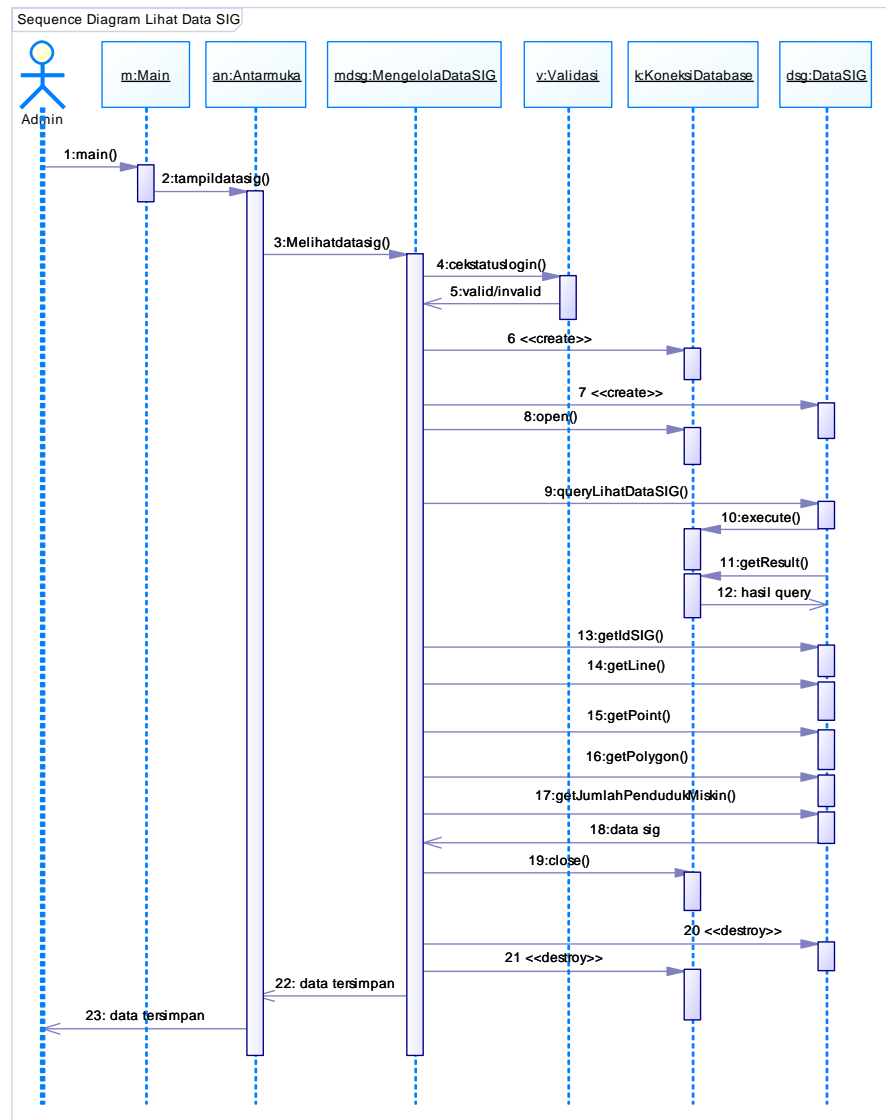 Sequence Diagram Lihat Data SIG
m:Main
an:Antarmuka
mdsg:MengelolaDataSIG
v:Validasi
k:KoneksiDatabase
dsg:DataSIG
Admin
1:main()
2:tampildatasig()
3:Melihatdatasig()
4:cekstatuslogin()
5:valid/invalid
6 <<create>>
7 <<create>>
8:open()
9:queryLihatDataSIG()
10:execute()
11:getResult()
12: hasil query
13:getIdSIG()
14:getLine()
15:getPoint()
16:getPolygon()
17:getJumlahPendudukMiskin()
18:data sig
19:close()
20 <<destroy>>
21 <<destroy>>
22: data tersimpan
23: data tersimpan